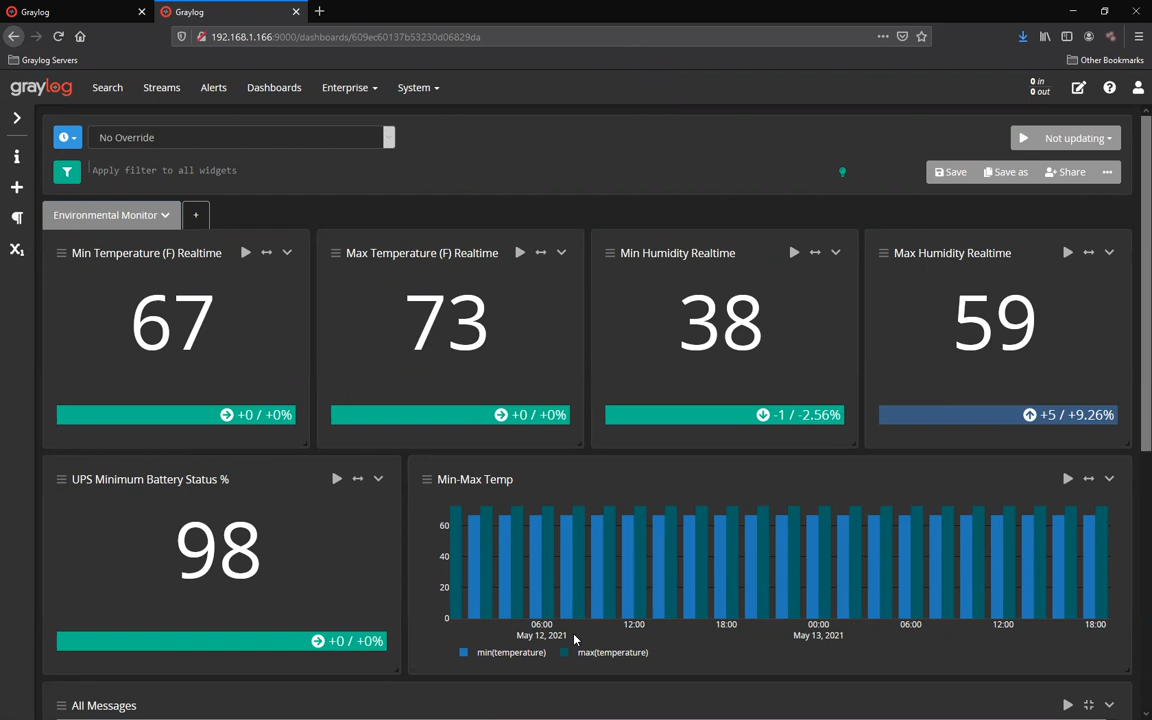 Graylog
Graylog
192.168.1.166:9000/dashboards/609ec60137b53230d06829da
Graylog Servers
Other Bookmarks
graylog
Search
Streams
Alerts
Dashboards
Enterprise
System
0 in
0 out
No Override
Not updating
Apply filter to all widgets
Save
Save as
Share
Environmental Monitor
+
Min Temperature (F) Realtime
67
+0 / +0%
Max Temperature (F) Realtime
73
+0 / +0%
Min Humidity Realtime
38
-1 / -2.56%
Max Humidity Realtime
59
+5 / +9.26%
UPS Minimum Battery Status %
98
+0 / +0%
Min-Max Temp
60
40
20
0
06:00
12:00
18:00
00:00
06:00
12:00
18:00
May 12, 2021
May 13, 2021
min(temperature)
max(temperature)
All Messages